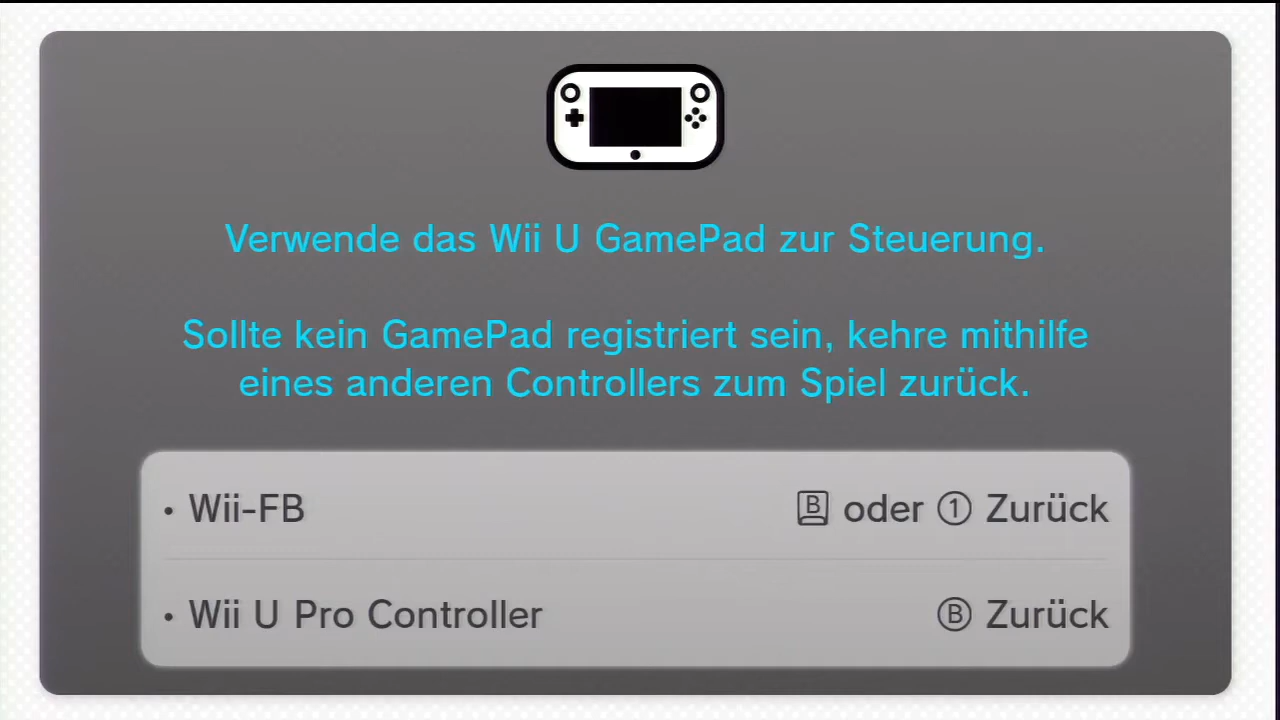 Verwende das Wii U GamePad zur Steuerung.
Sollte kein GamePad registriert sein, kehre mithilfe
eines anderen Controllers zum Spiel zurück.
• Wii-FB B oder 1 Zurück
• Wii U Pro Controller B Zurück